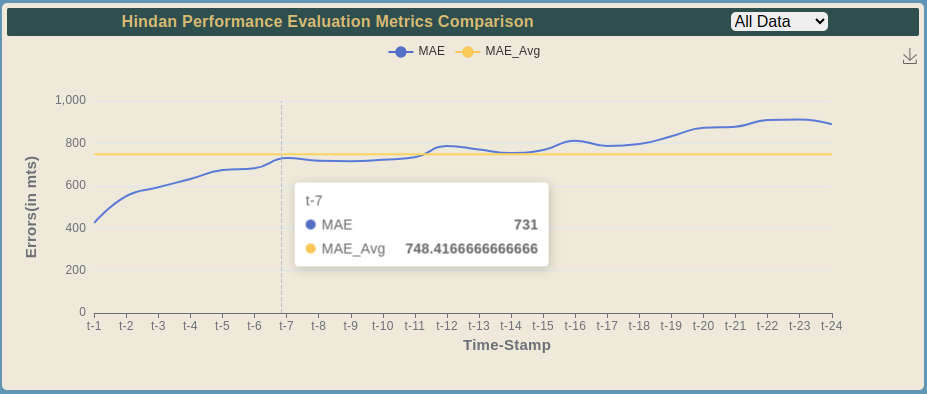 Hindan Performance Evaluation Metrics Comparison All Data
MAE MAE_Avg
Errors(in mts)
1,000
800
600
400
200
0
t-7
MAE 731
MAE_Avg 748.4166666666666
t-1 t-2 t-3 t-4 t-5 t-6 t-7 t-8 t-9 t-10 t-11 t-12 t-13 t-14 t-15 t-16 t-17 t-18 t-19 t-20 t-21 t-22 t-23 t-24
Time-Stamp